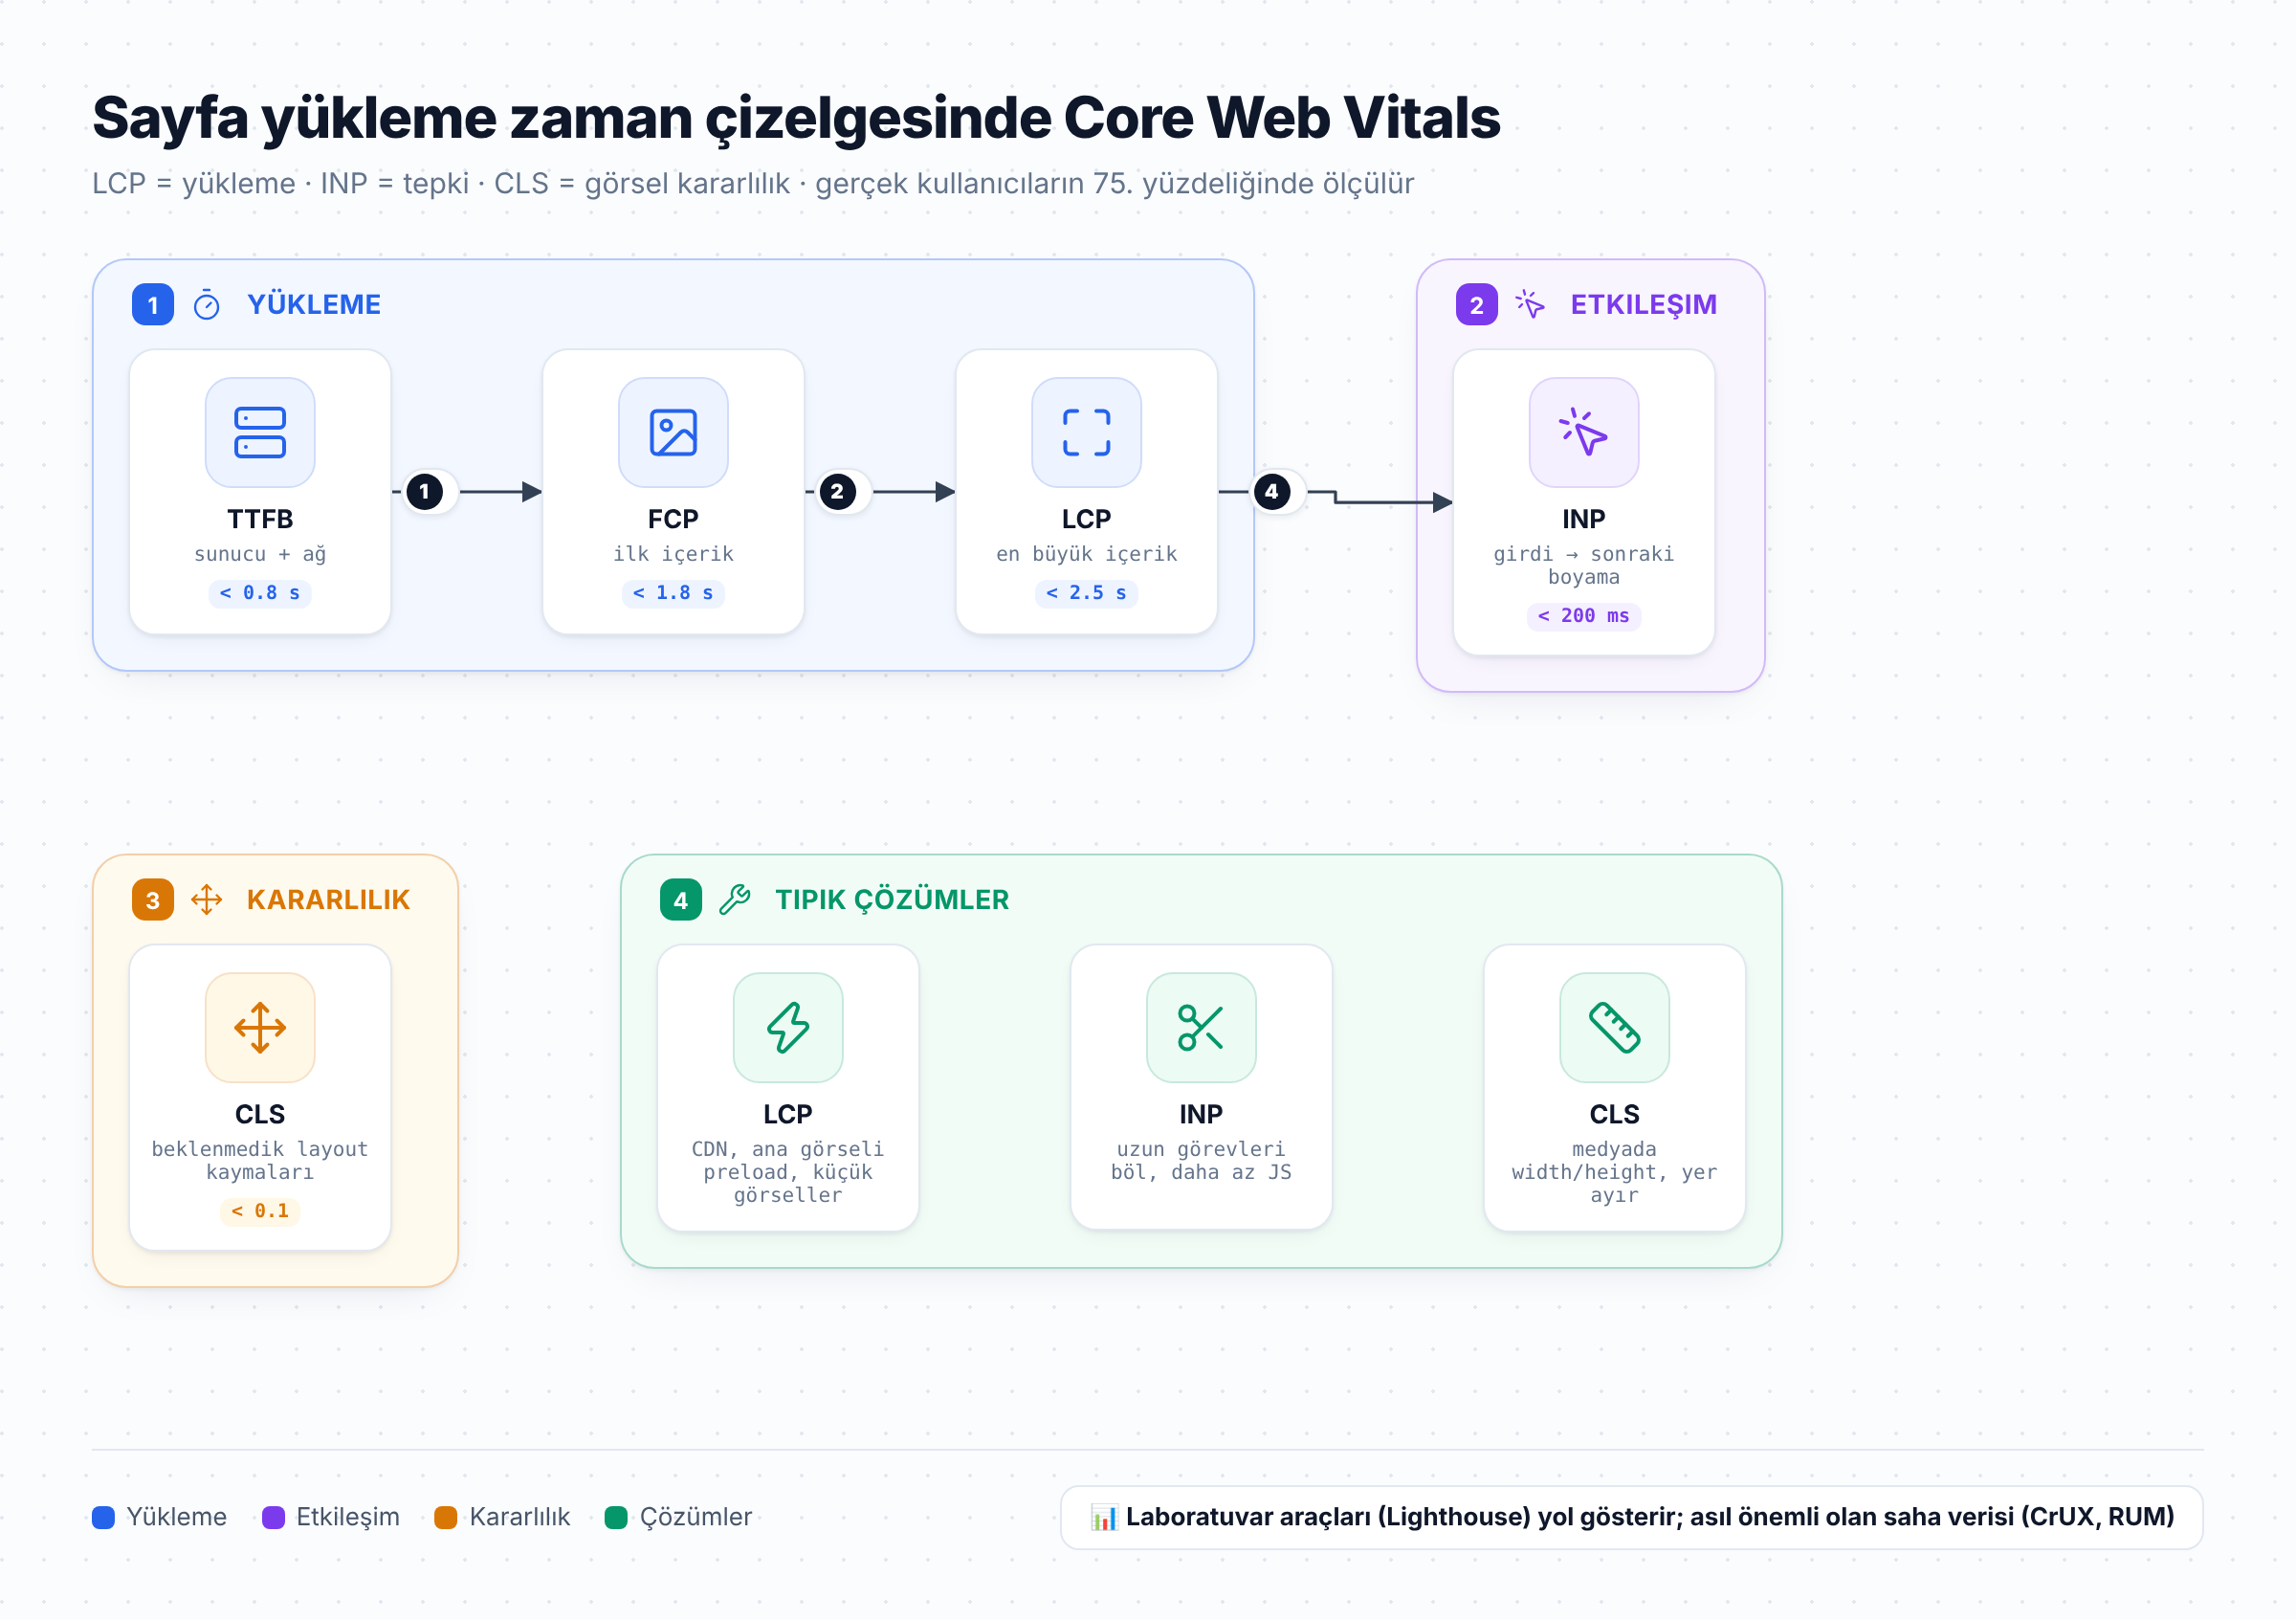 Sayfa yükleme zaman çizelgesinde Core Web Vitals
LCP = yükleme · INP = tepki · CLS = görsel kararlılık · gerçek kullanıcıların 75. yüzdeliğinde ölçülür
1 YÜKLEME
TTFB
sunucu + ağ
< 0.8 s
1
FCP
ilk içerik
< 1.8 s
2
LCP
en büyük içerik
< 2.5 s
4
2 ETKILEŞIM
INP
girdi → sonraki
boyama
< 200 ms
3 KARARLILIK
CLS
beklenmedik layout
kaymaları
< 0.1
4 TIPIK ÇÖZÜMLER
LCP
CDN, ana görseli
preload, küçük
görseller
INP
uzun görevleri
böl, daha az JS
CLS
medyada
width/height, yer
ayır
Yükleme
Etkileşim
Kararlılık
Çözümler
📊 Laboratuvar araçları (Lighthouse) yol gösterir; asıl önemli olan saha verisi (CrUX, RUM)